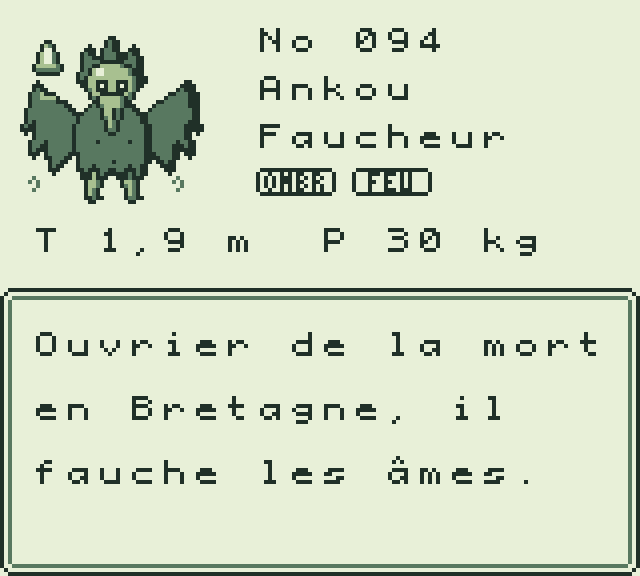 No 094
Ankou
Faucheur
OMBR FEU
T 1,9 m P 30 kg
Ouvrier de la mort
en Bretagne, il
fauche les âmes.